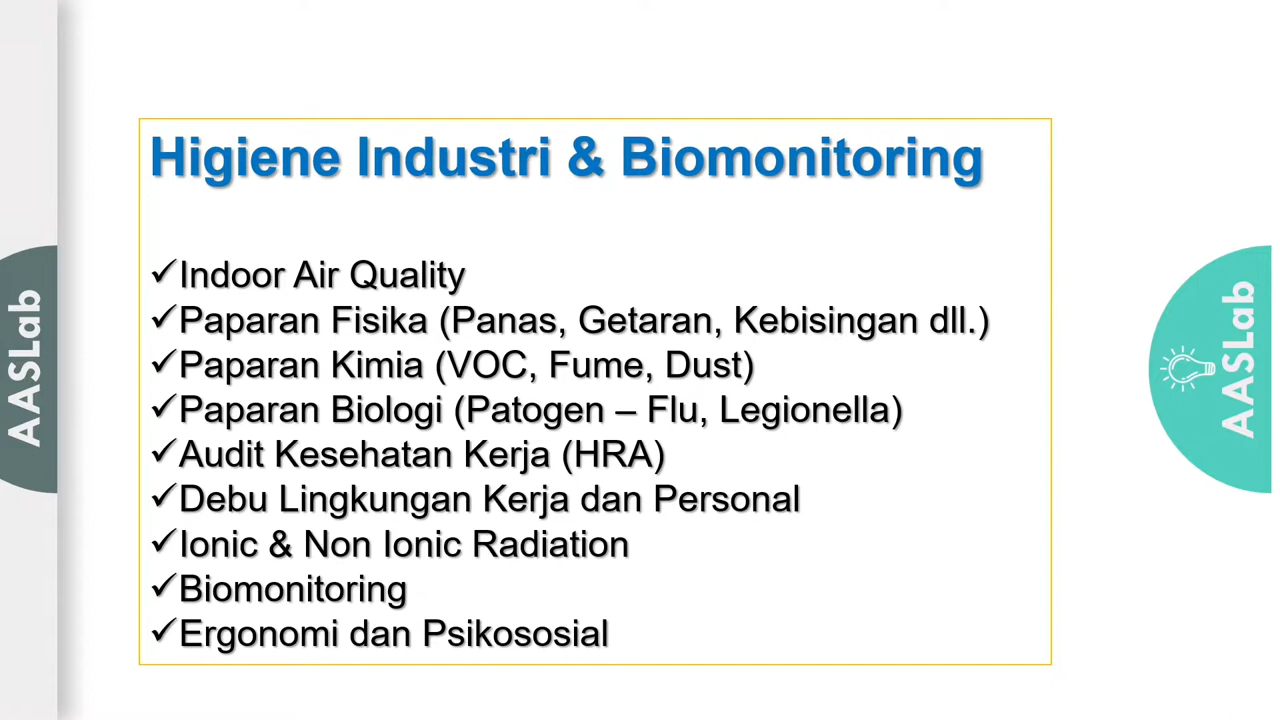 Higiene Industri & Biomonitoring
✓Indoor Air Quality
✓Paparan Fisika (Panas, Getaran, Kebisingan dll.)
✓Paparan Kimia (VOC, Fume, Dust)
✓Paparan Biologi (Patogen – Flu, Legionella)
✓Audit Kesehatan Kerja (HRA)
✓Debu Lingkungan Kerja dan Personal
✓Ionic & Non Ionic Radiation
✓Biomonitoring
✓Ergonomi dan Psikososial
AASLab
AASLab